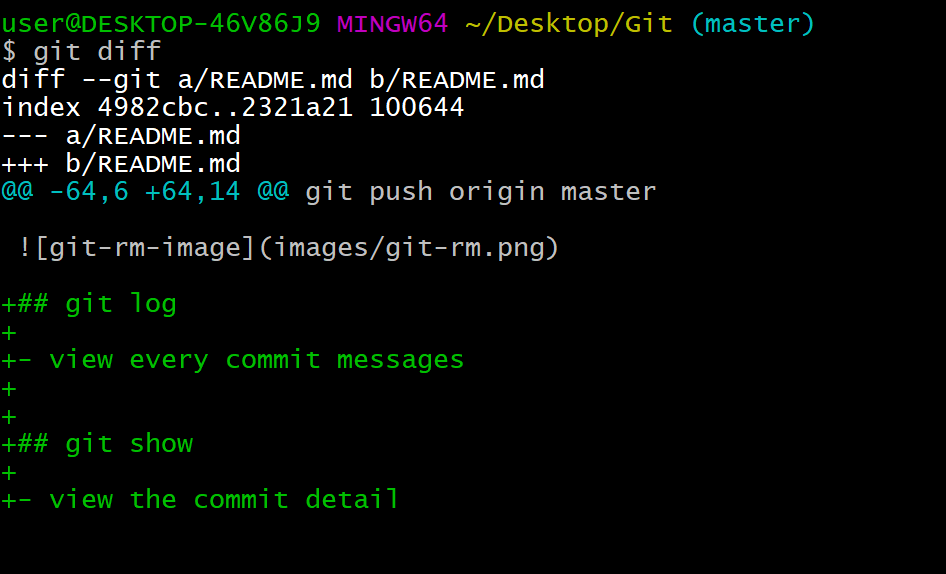 user@DESKTOP-46V86J9 MINGW64 ~/Desktop/Git (master)
$ git diff
diff --git a/README.md b/README.md
index 4982cbc..2321a21 100644
--- a/README.md
+++ b/README.md
@@ -64,6 +64,14 @@ git push origin master

 ![git-rm-image](images/git-rm.png)

+## git log
+
+- view every commit messages
+
+
+## git show
+
+- view the commit detail